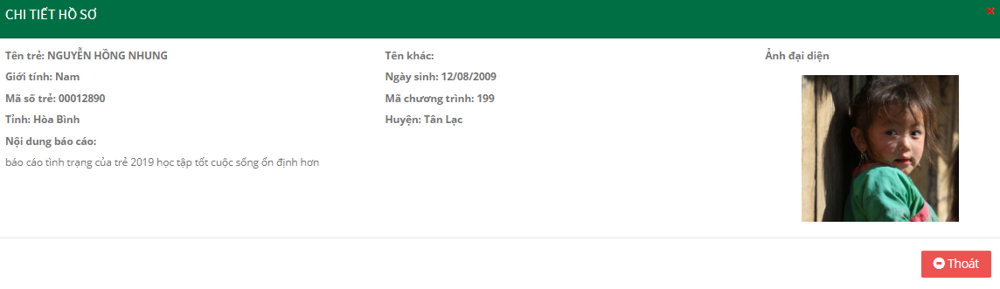 CHI TIẾT HỒ SƠ
Tên trẻ: NGUYỄN HỒNG NHUNG
Tên khác:
Ảnh đại diện
Giới tính: Nam
Ngày sinh: 12/08/2009
Mã số trẻ: 00012890
Mã chương trình: 199
Tỉnh: Hòa Bình
Huyện: Tân Lạc
Nội dung báo cáo:
báo cáo tình trạng của trẻ 2019 học tập tốt cuộc sống ổn định hơn
Thoát